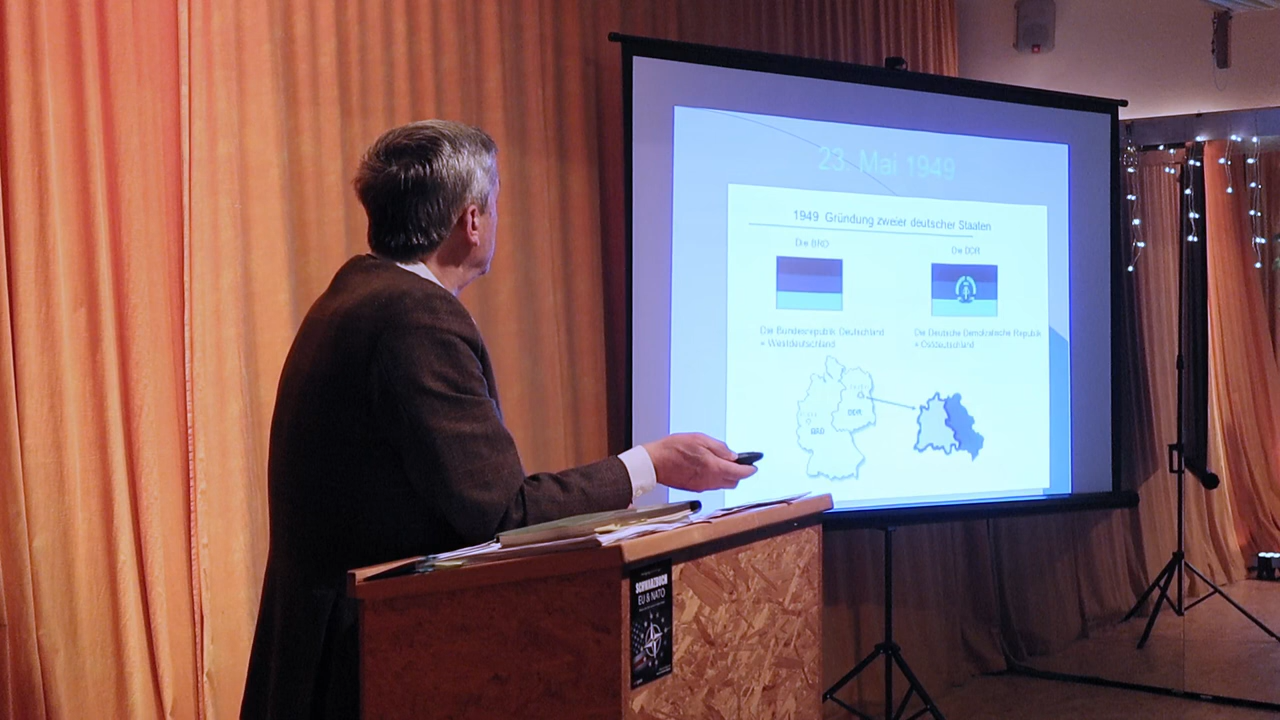 23. Mai 1949
1949 Gründung zweier deutscher Staaten
Die BRD
Die DDR
Die Bundesrepublik Deutschland
= Westdeutschland
Die Deutsche Demokratische Republik
= Ostdeutschland
DDR
BRD
SCHWARZBUCH
EU & NATO